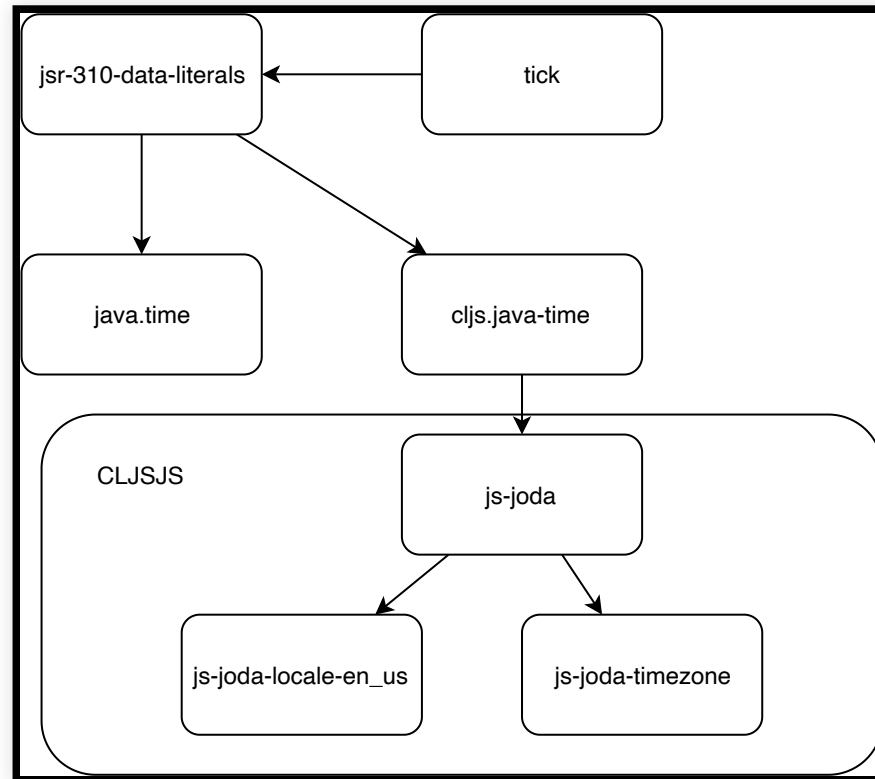 jsr-310-data-literals
tick
java.time
cljs.java-time
CLJSJS
js-joda
js-joda-locale-en_us
js-joda-timezone